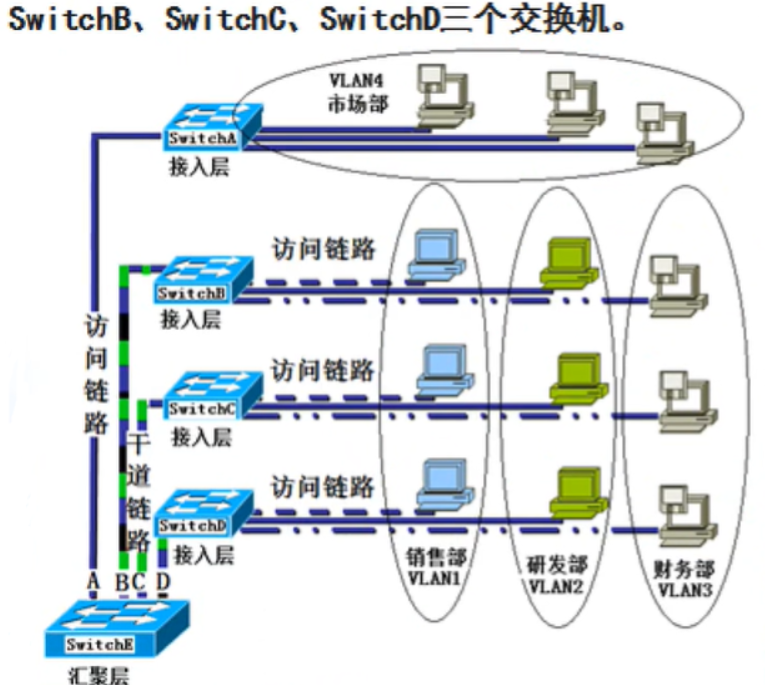 SwitchB、SwitchC、SwitchD三个交换机。
VLAN4
市场部
SwitchA
接入层
访问链路
SwitchB
接入层
访问链路
访问链路
SwitchC
接入层
干道链路
访问链路
SwitchD
接入层
销售部
VLAN1
研发部
VLAN2
财务部
VLAN3
A B C D
SwitchE
汇聚层